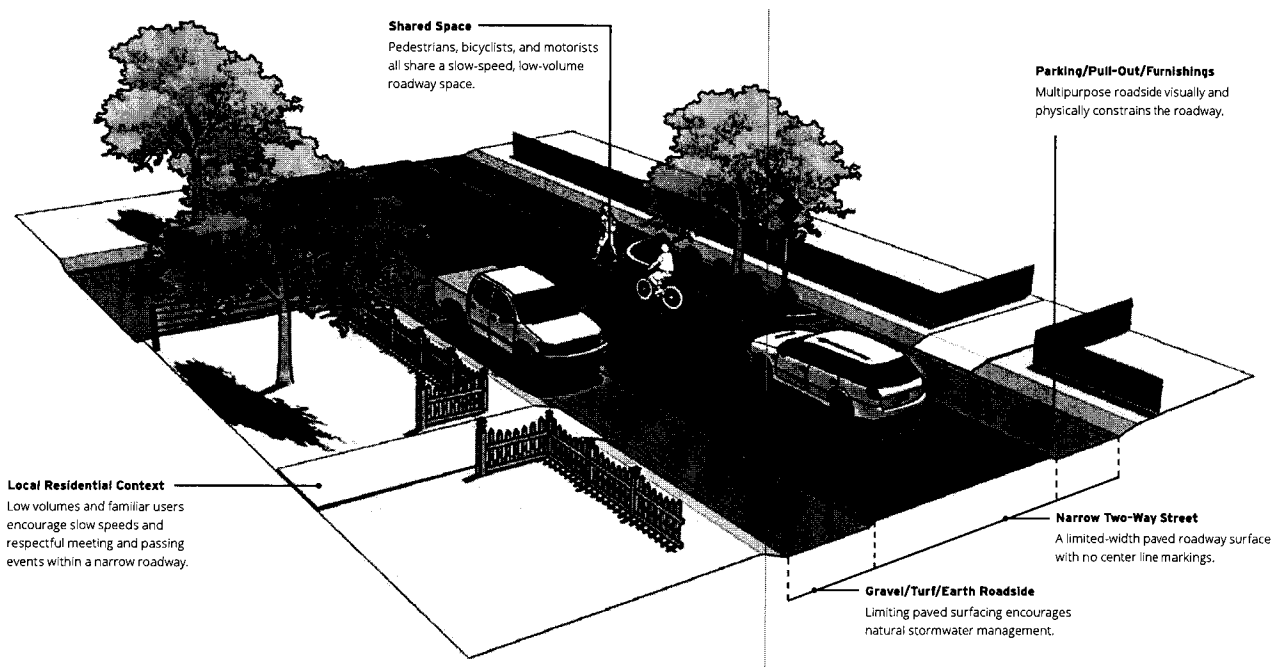 Shared Space
Pedestrians, bicyclists, and motorists
all share a slow-speed, low-volume
roadway space.
Parking/Pull-Out/Furnishings
Multipurpose roadside visually and
physically constrains the roadway.
Local Residential Context
Low volumes and familiar users
encourage slow speeds and
respectful meeting and passing
events within a narrow roadway.
Narrow Two-Way Street
A limited-width paved roadway surface
with no center line markings.
Gravel/Turf/Earth Roadside
Limiting paved surfacing encourages
natural stormwater management.